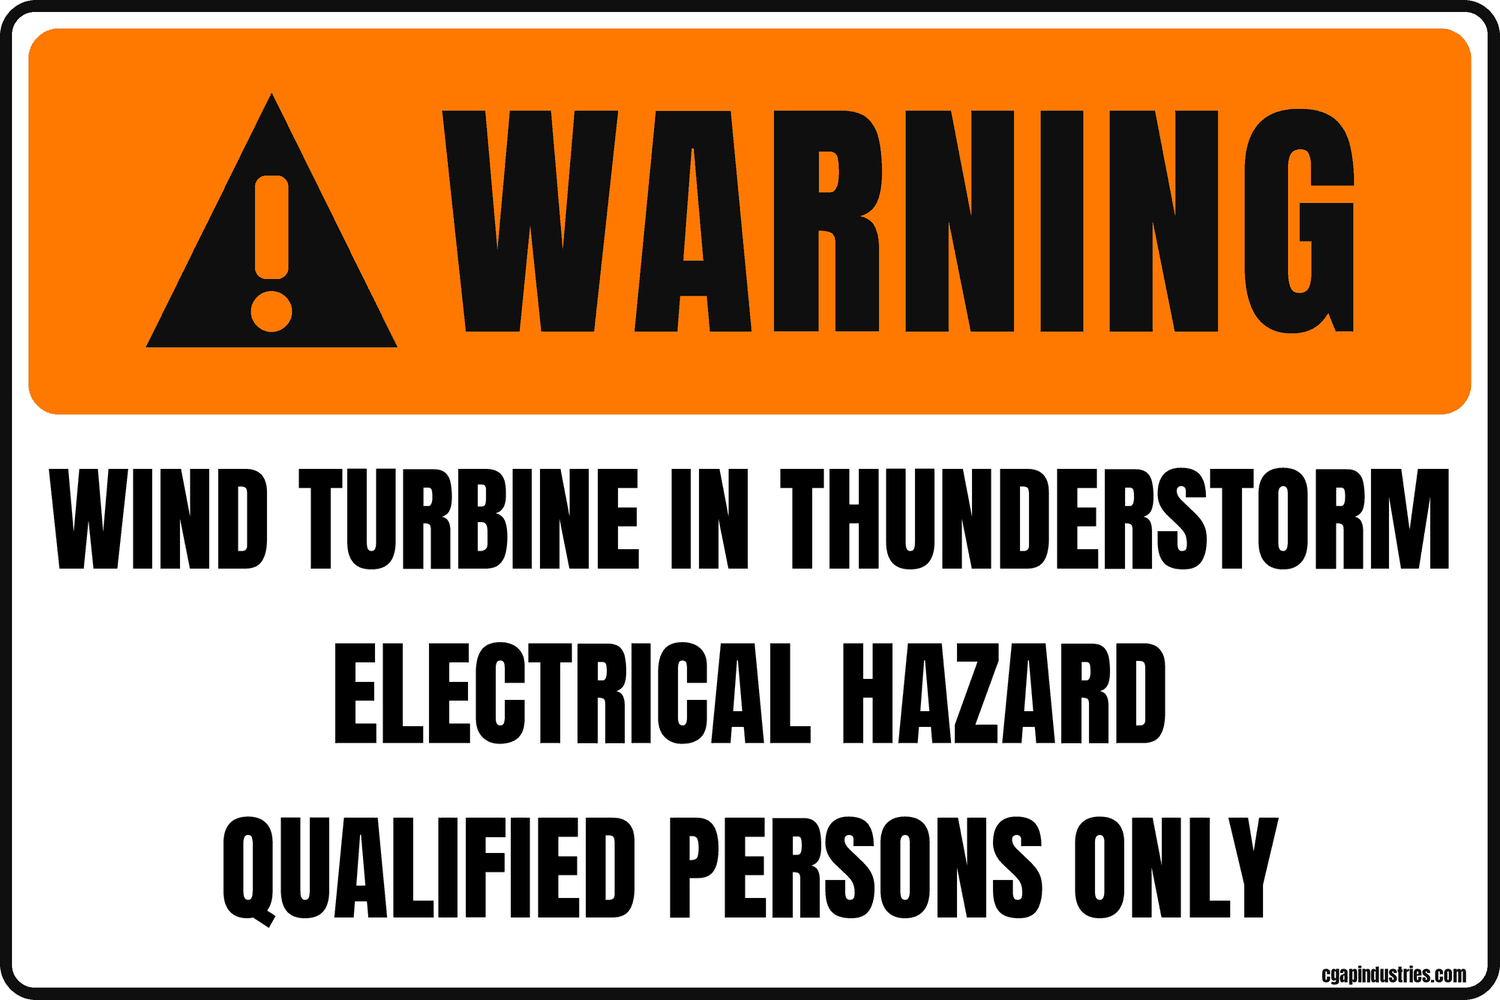 WARNING
WIND TURBINE IN THUNDERSTORM
ELECTRICAL HAZARD
QUALIFIED PERSONS ONLY
cgapindustries.com